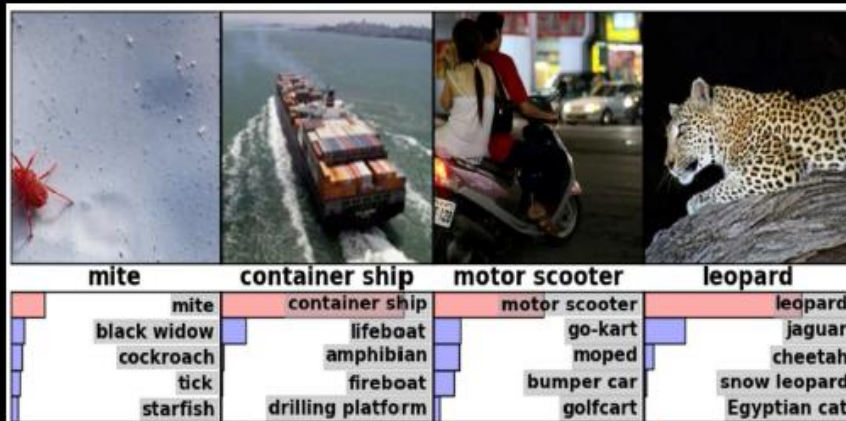 mite
container ship
motor scooter
leopard
mite
black widow
cockroach
tick
starfish
container ship
lifeboat
amphibian
fireboat
drilling platform
motor scooter
go-kart
moped
bumper car
golfcart
leopard
jaguar
cheetah
snow leopard
Egyptian cat